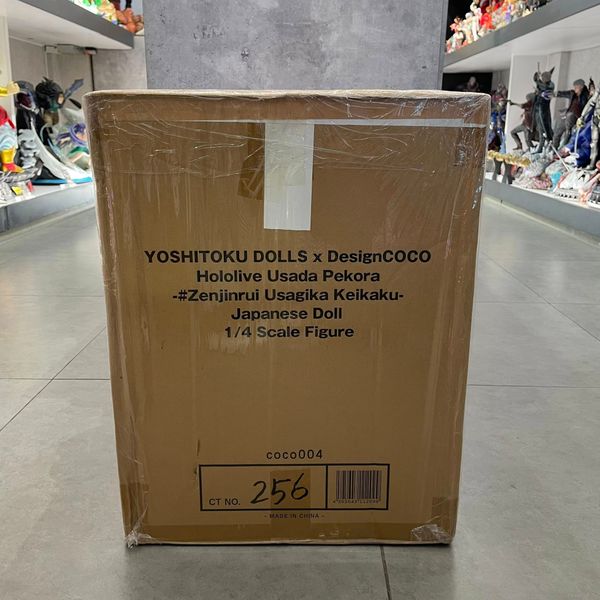 YOSHITOKU DOLLS x DesignCOCO
Hololive Usada Pekora
-#Zenjinrui Usagika Keikaku-
Japanese Doll
1/4 Scale Figure
coco004
CT NO. 256
- MADE IN CHINA -